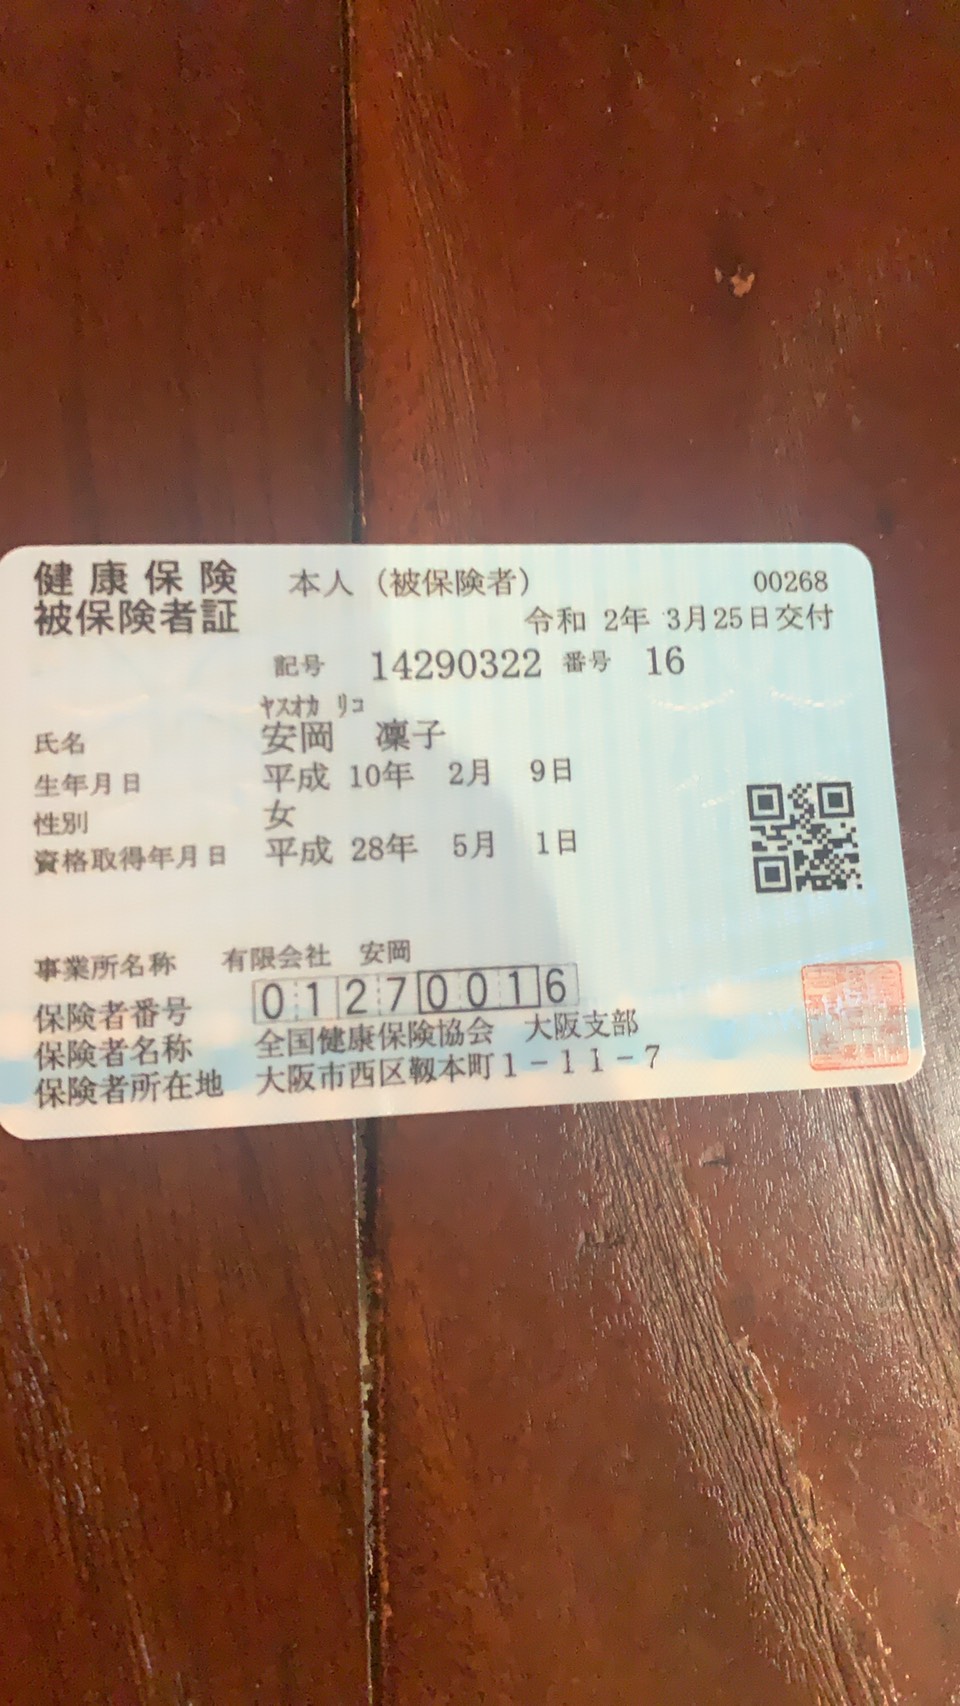 健康保険 本人（被保険者） 00268
被保険者証 令和 2年 3月25日交付
記号 14290322 番号 16
ﾔｽｵｶ ﾘｺ
氏名 安岡 凜子
生年月日 平成 10年 2月 9日
性別 女
資格取得年月日 平成 28年 5月 1日
事業所名称 有限会社 安岡
保険者番号 01270016
保険者名称 全国健康保険協会 大阪支部
保険者所在地 大阪市西区靱本町1-11-7